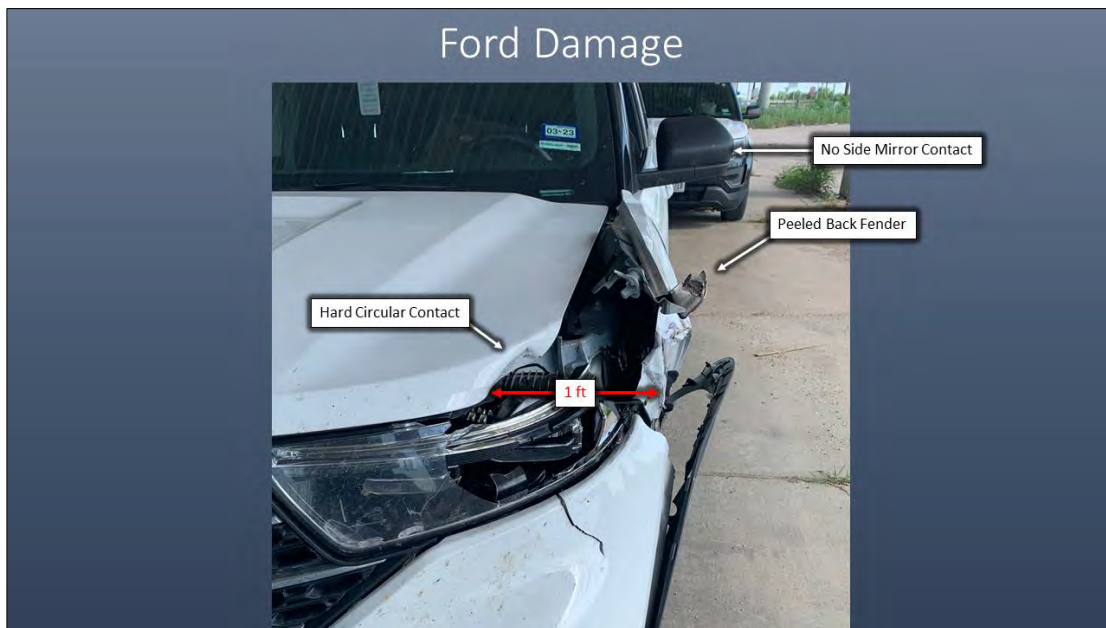 Ford Damage
03-23
No Side Mirror Contact
Peeled Back Fender
Hard Circular Contact
1 ft